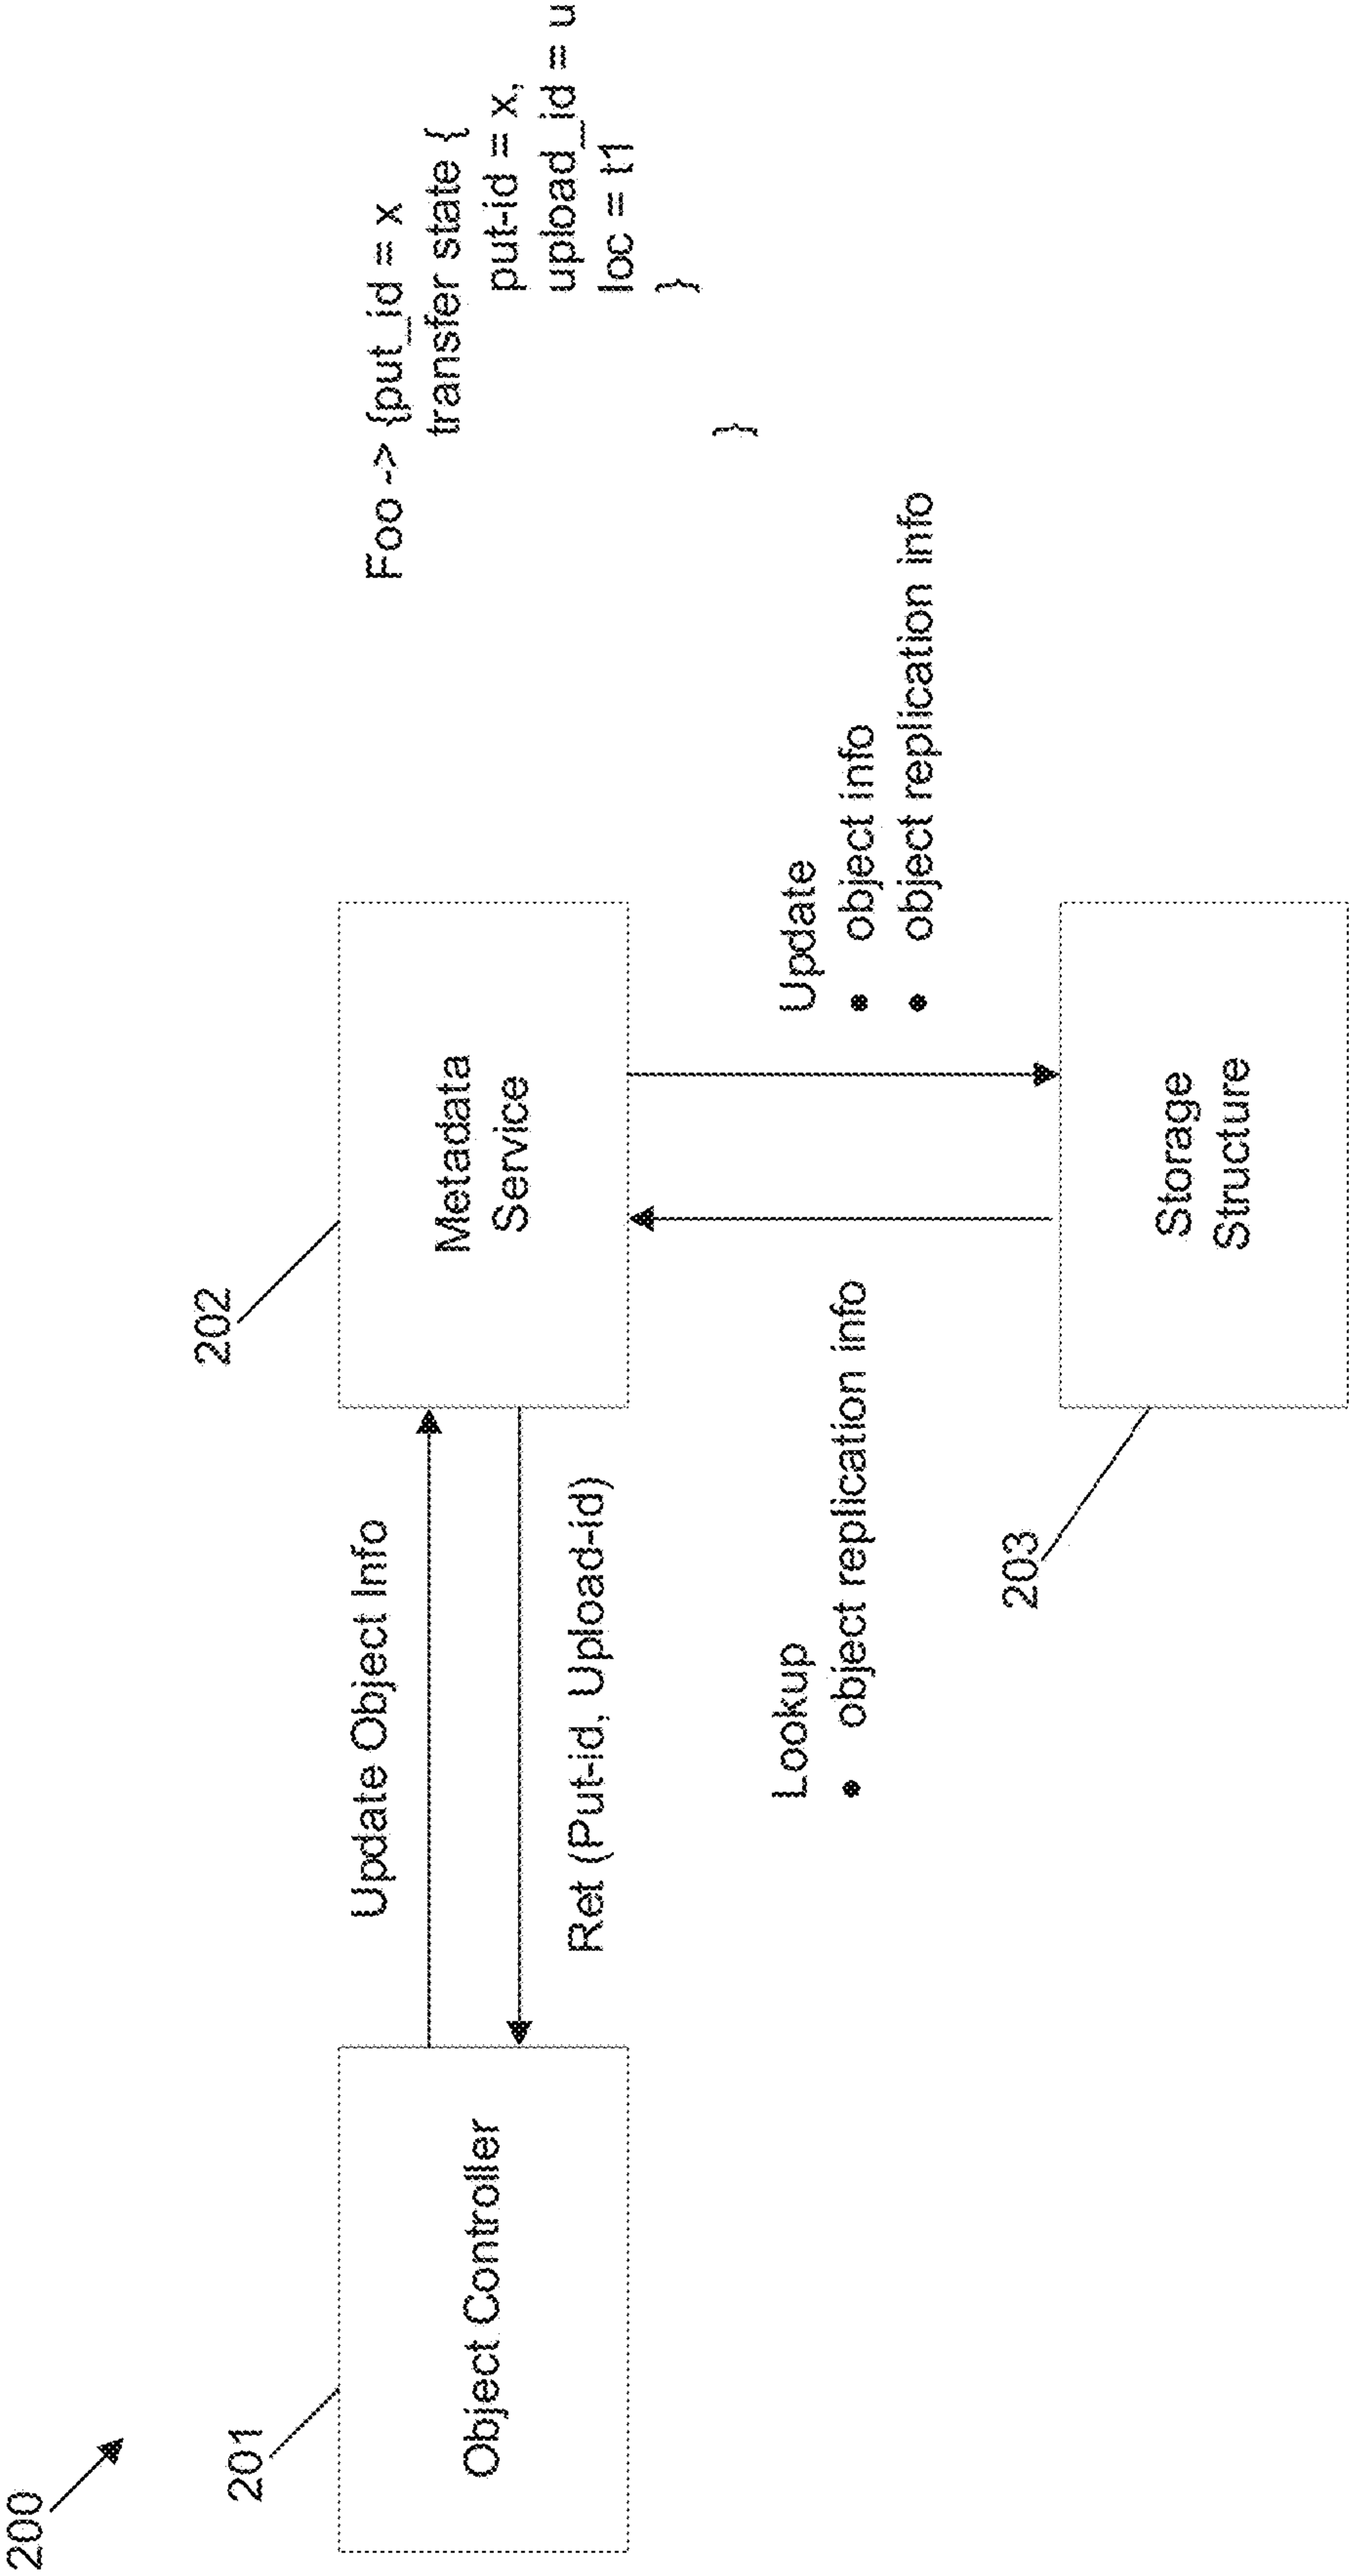 200
201
202
Object Controller
Update Object Info
Ret (Put-id, Upload-id)
Metadata
Service
Foo -> {put_id = x
transfer state {
put-id = x,
upload_id = u
loc = t1
}
}
Lookup
• object replication info
Update
• object info
• object replication info
203
Storage
Structure